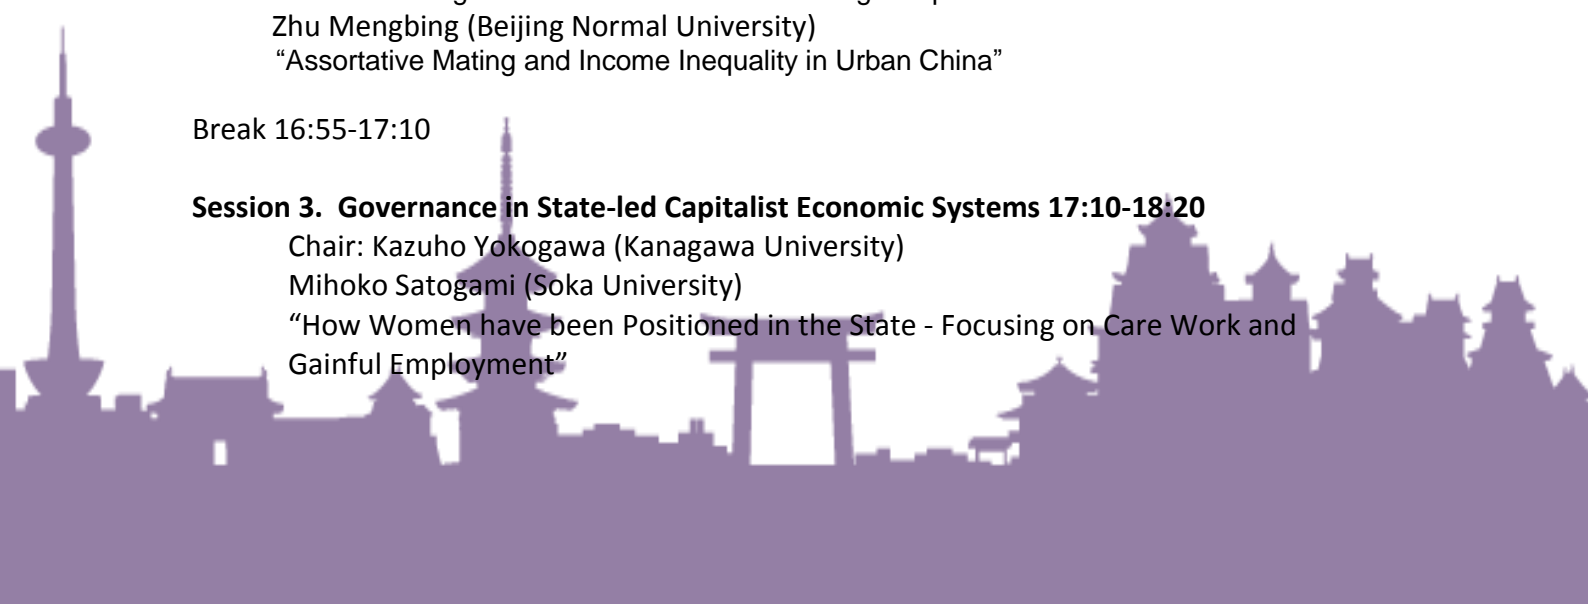 Zhu Mengbing (Beijing Normal University)
“Assortative Mating and Income Inequality in Urban China”
Break 16:55-17:10
Session 3.  Governance in State-led Capitalist Economic Systems 17:10-18:20
Chair: Kazuho Yokogawa (Kanagawa University)
Mihoko Satogami (Soka University)
“How Women have been Positioned in the State - Focusing on Care Work and
Gainful Employment”